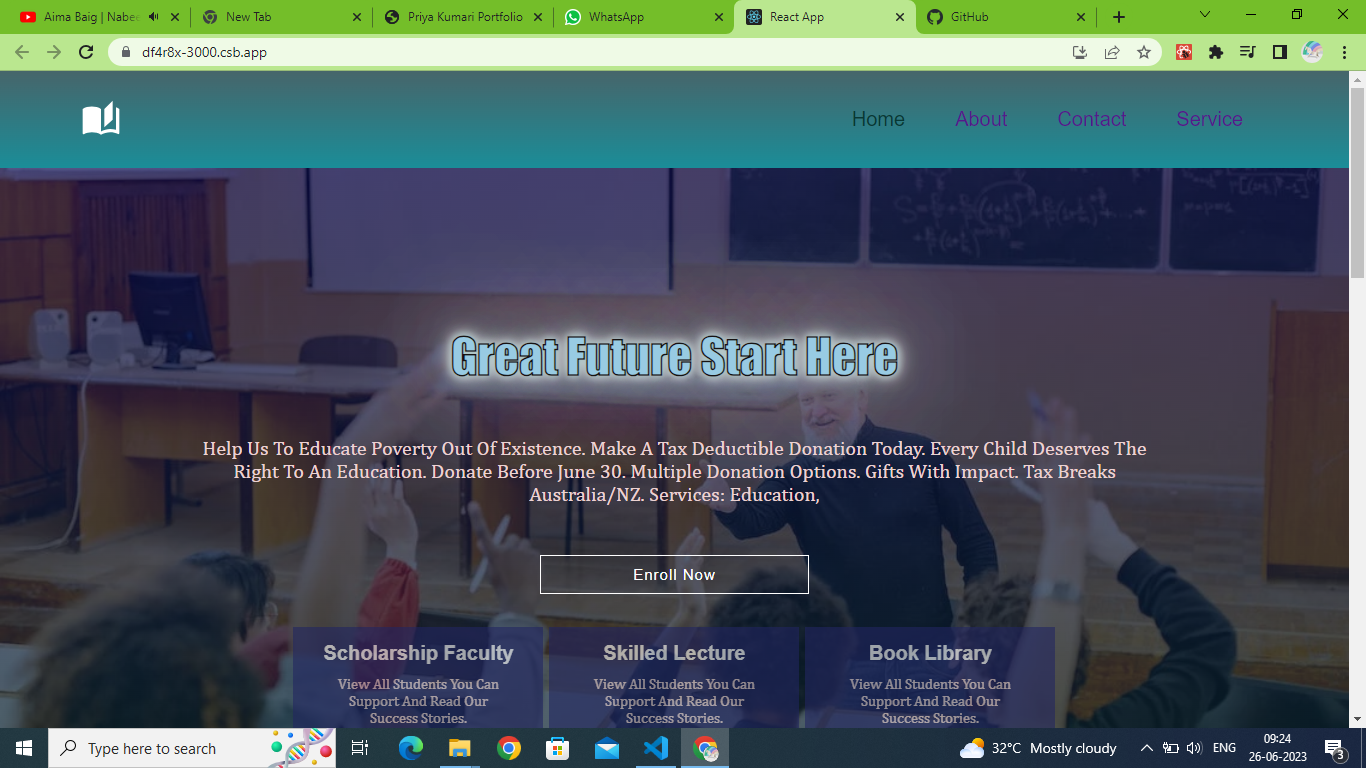 Aima Baig | Nabee
New Tab
Priya Kumari Portfolio
WhatsApp
React App
GitHub
df4r8x-3000.csb.app
Home
About
Contact
Service
Great Future Start Here
Help Us To Educate Poverty Out Of Existence. Make A Tax Deductible Donation Today. Every Child Deserves The
Right To An Education. Donate Before June 30. Multiple Donation Options. Gifts With Impact. Tax Breaks
Australia/NZ. Services: Education,
Enroll Now
Scholarship Faculty
View All Students You Can
Support And Read Our
Success Stories.
Skilled Lecture
View All Students You Can
Support And Read Our
Success Stories.
Book Library
View All Students You Can
Support And Read Our
Success Stories.
Type here to search
32°C Mostly cloudy
ENG
09:24
26-06-2023
3